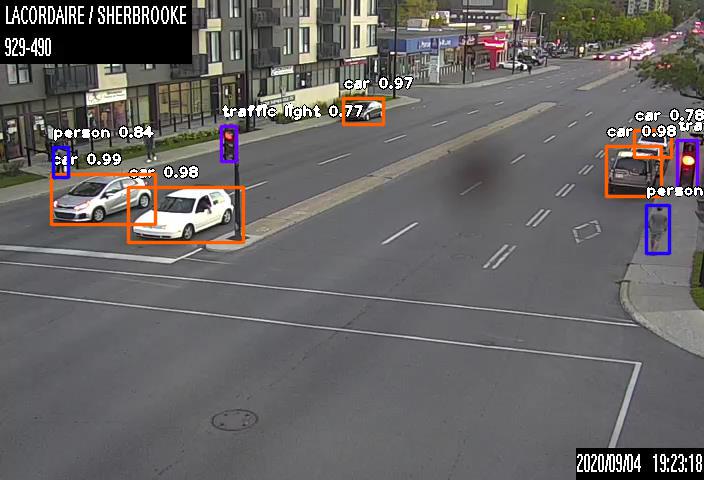 LACORDAIRE / SHERBROOKE
929-490
car 0.97
traffic light 0.77
car 0.78
person 0.84
car 0.98
tra
car 0.99
car 0.98
person
2020/09/04 19:23:18